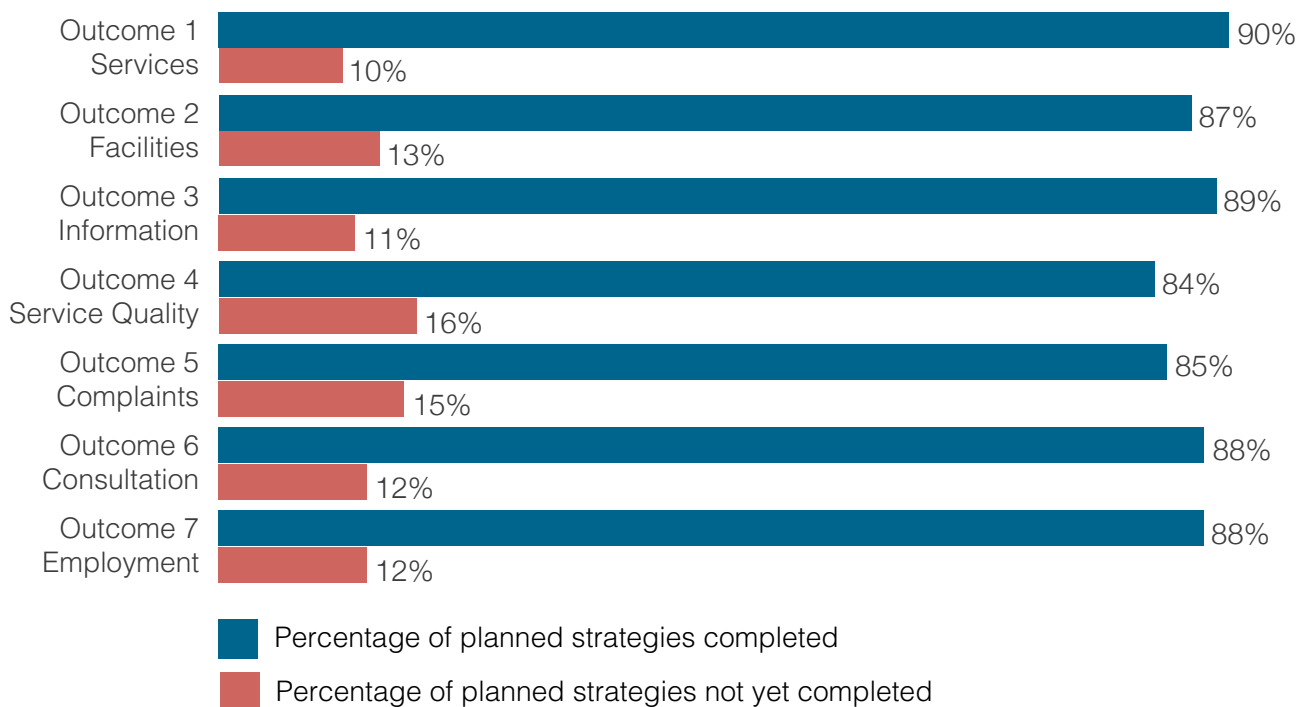 Outcome 1
Services
90%
10%
Outcome 2
Facilities
87%
13%
Outcome 3
Information
89%
11%
Outcome 4
Service Quality
84%
16%
Outcome 5
Complaints
85%
15%
Outcome 6
Consultation
88%
12%
Outcome 7
Employment
88%
12%
Percentage of planned strategies completed
Percentage of planned strategies not yet completed